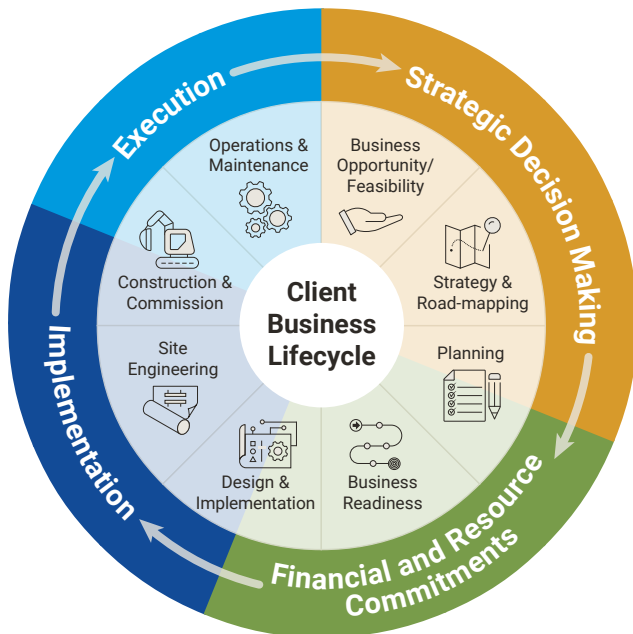 Execution
Strategic Decision Making
Operations &
Maintenance
Business
Opportunity/
Feasibility
Strategy &
Road-mapping
Construction &
Commission
Client
Business
Lifecycle
Planning
Site
Engineering
Design &
Implementation
Business
Readiness
Implementation
Financial and Resource
Commitments